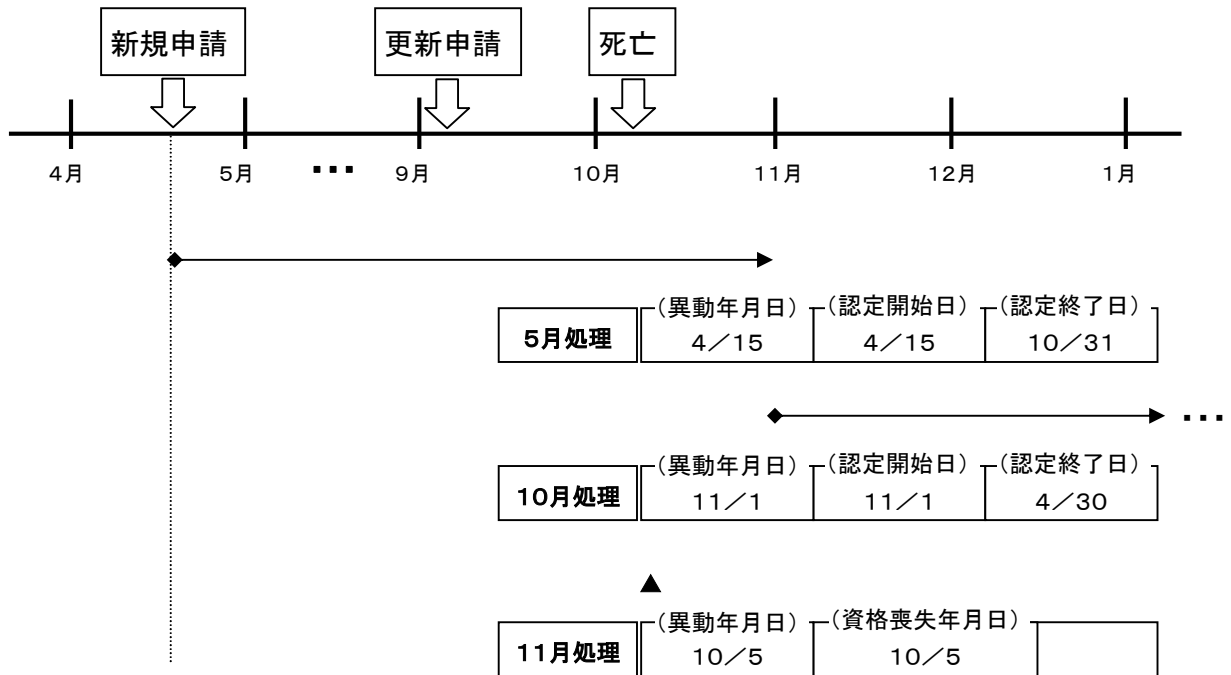 新規申請 更新申請 死亡
4月 5月 ・・・ 9月 10月 11月 12月 1月
(異動年月日) (認定開始日) (認定終了日)
5月処理 4/15 4/15 10/31
・・・
(異動年月日) (認定開始日) (認定終了日)
10月処理 11/1 11/1 4/30
▲
(異動年月日) (資格喪失年月日)
11月処理 10/5 10/5